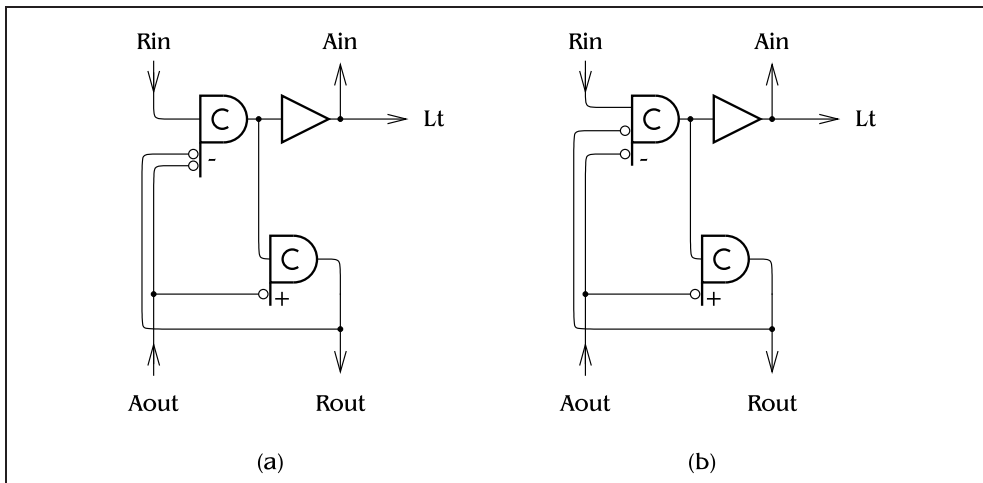 Rin Ain Rin Ain
C Lt C Lt
- -
C C
+ +
Aout Rout Aout Rout
(a) (b)